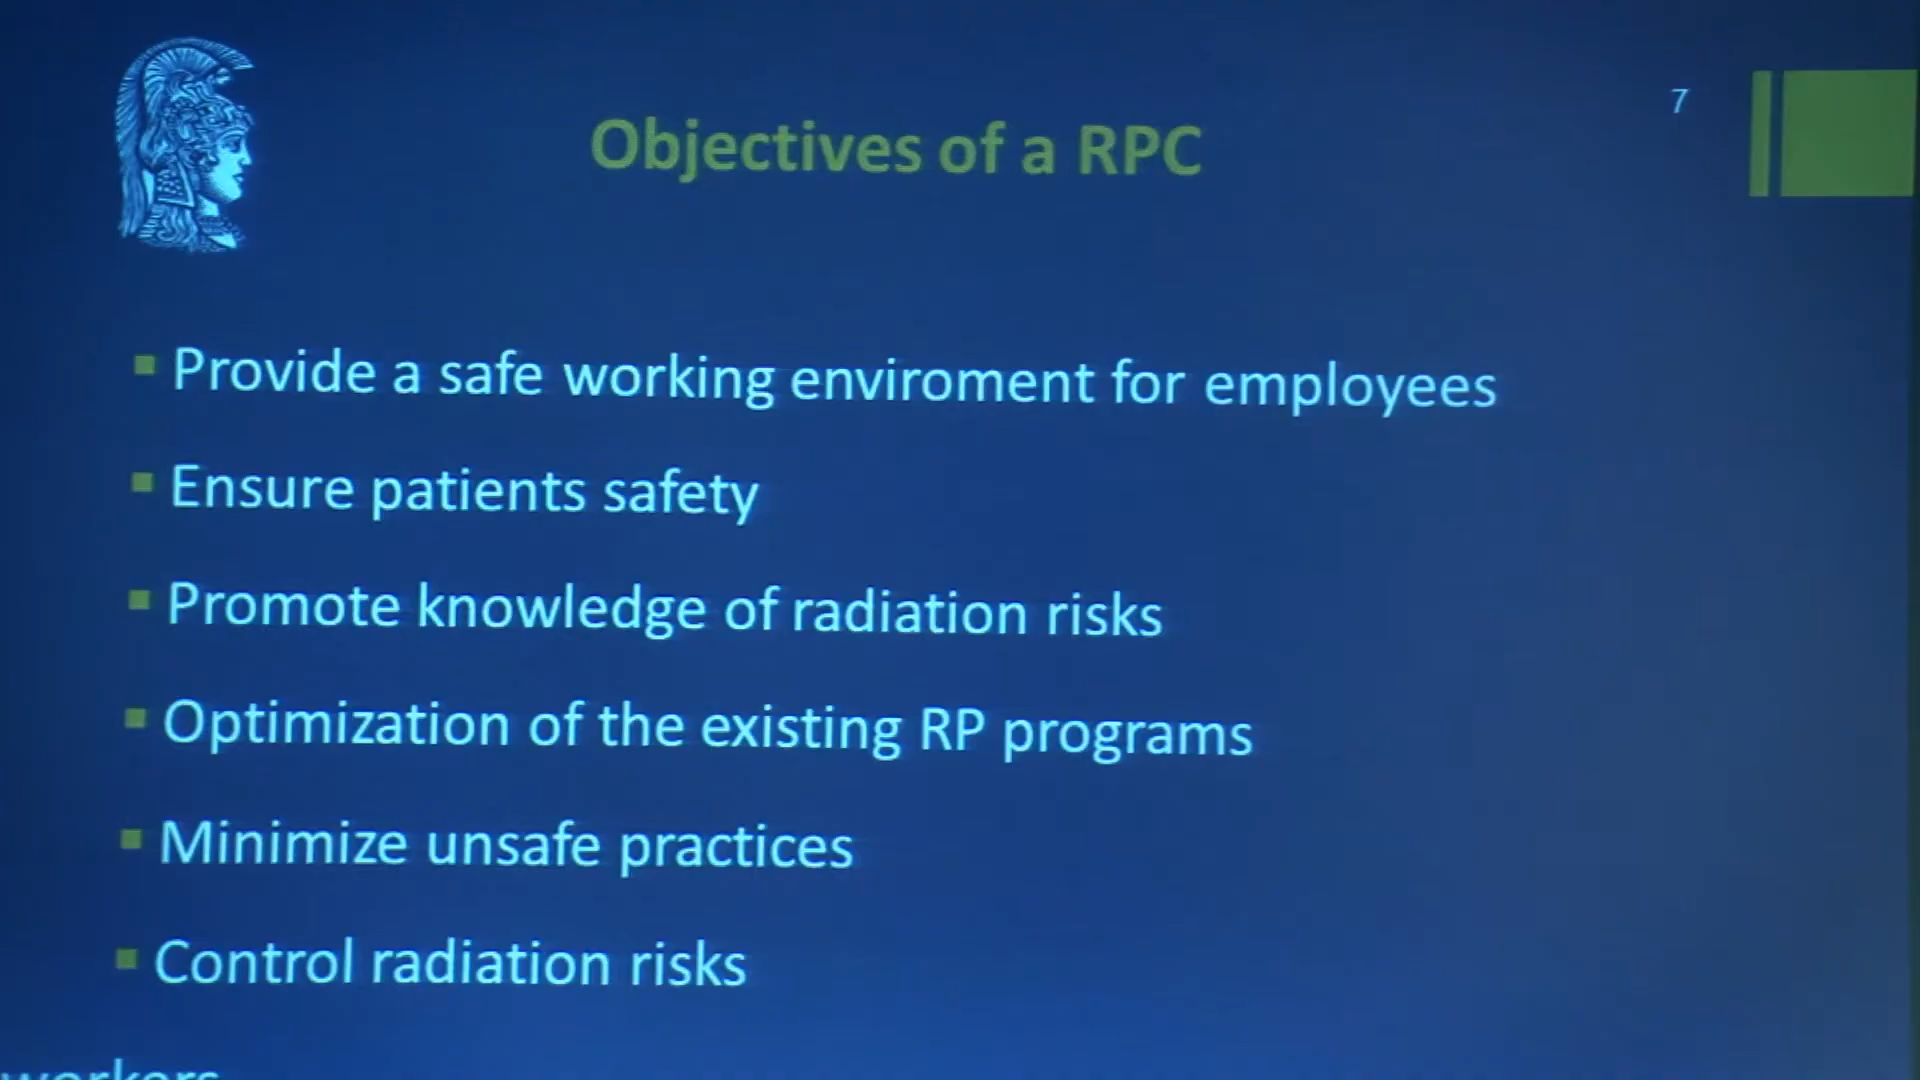 7
Objectives of a RPC
Provide a safe working enviroment for employees
Ensure patients safety
Promote knowledge of radiation risks
Optimization of the existing RP programs
Minimize unsafe practices
Control radiation risks
workers